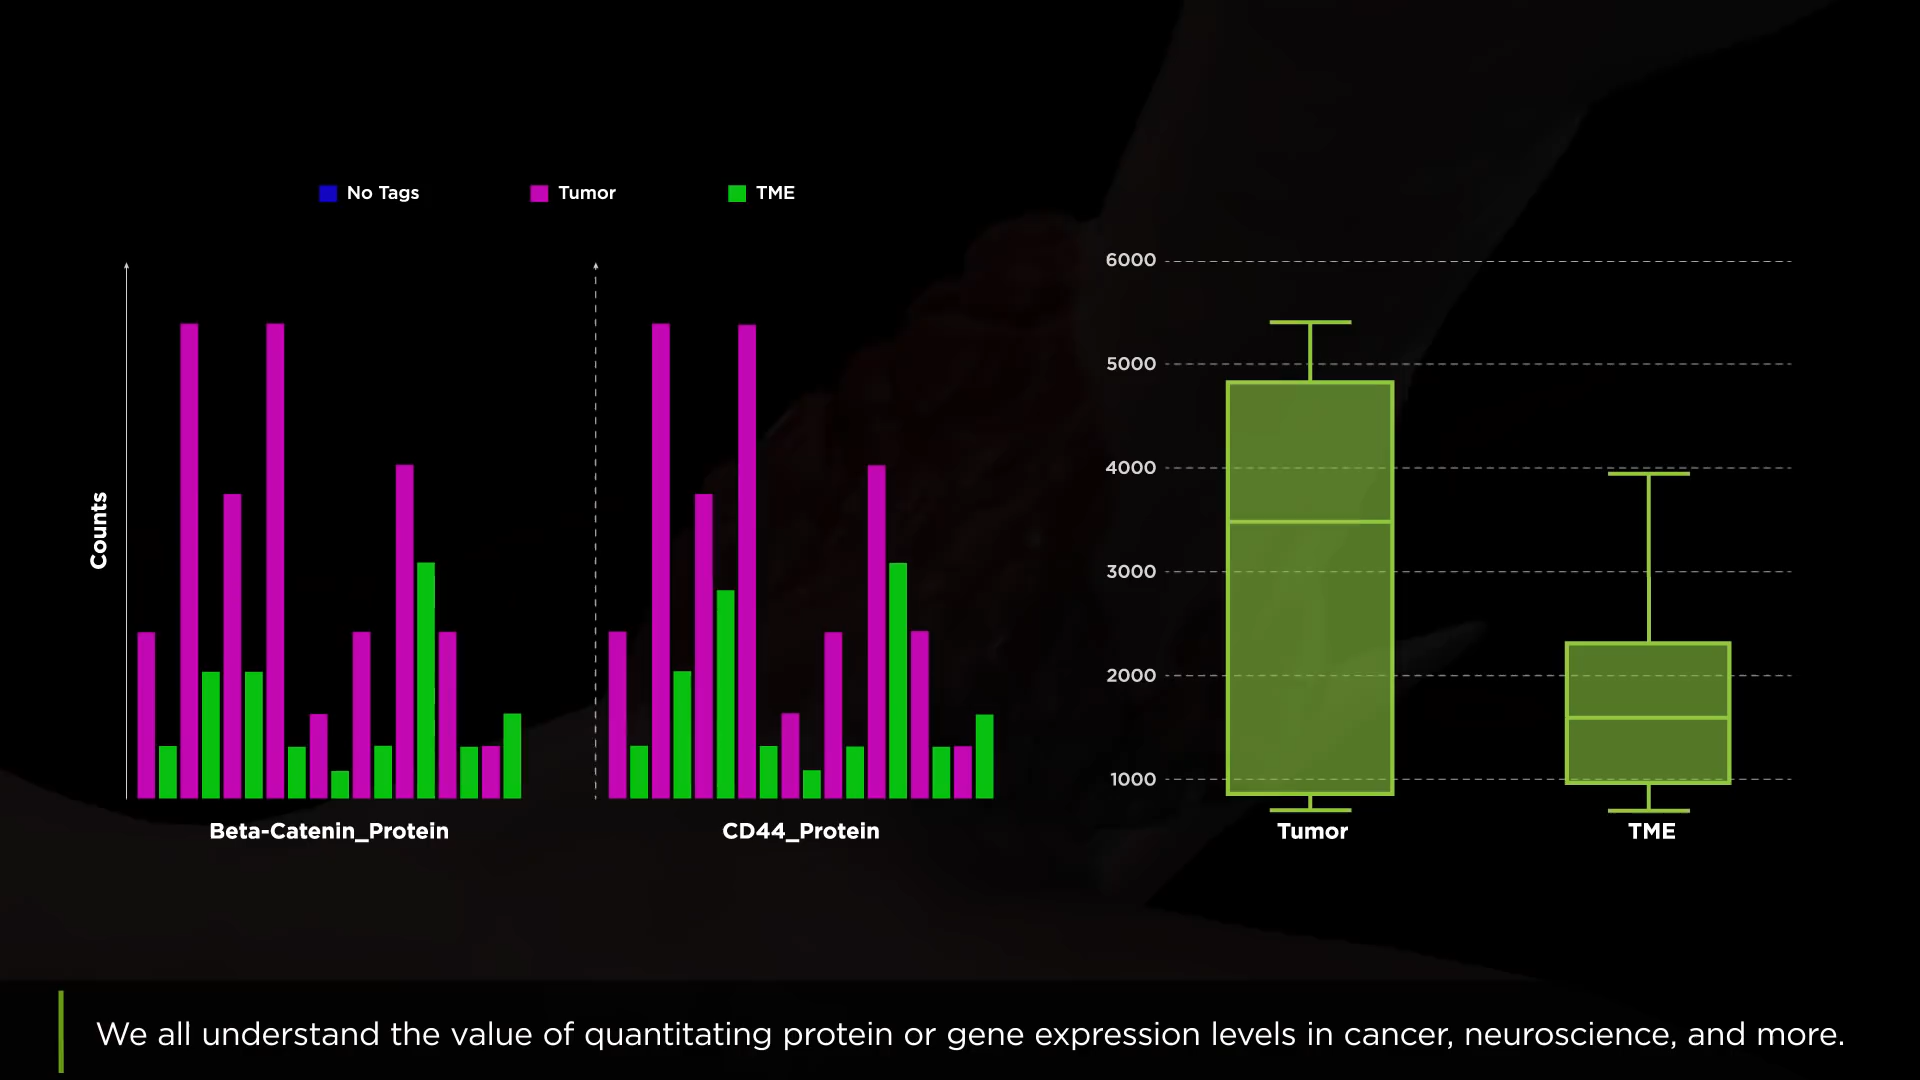 No Tags
Tumor
TME
Counts
Beta-Catenin_Protein
CD44_Protein
6000
5000
4000
3000
2000
1000
Tumor
TME
We all understand the value of quantitating protein or gene expression levels in cancer, neuroscience, and more.